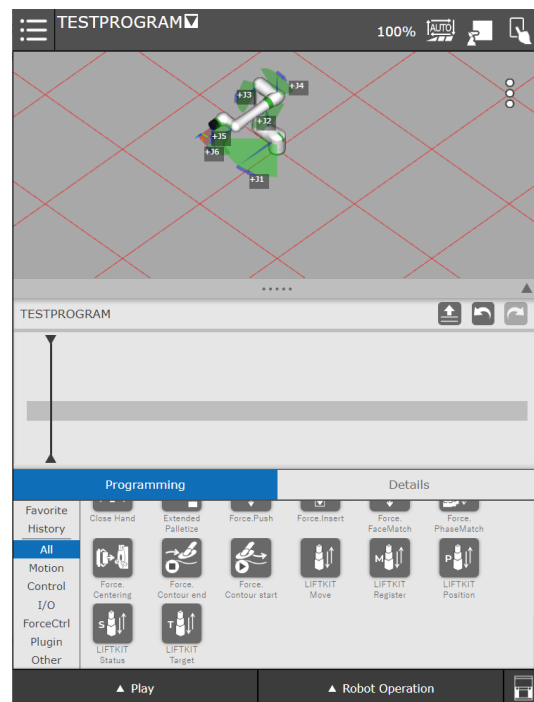 TESTPROGRAM
100%
AUTO
+J3
+J4
+J2
+J5
+J6
+J1
TESTPROGRAM
Programming
Details
Favorite
History
All
Motion
Control
I/O
ForceCtrl
Plugin
Other
Close Hand
Extended
Palletize
Force.Push
Force.Insert
Force.
FaceMatch
Force.
PhaseMatch
Force.
Centering
Force.
Contour end
Force.
Contour start
LIFTKIT
Move
M
LIFTKIT
Register
P
LIFTKIT
Position
S
LIFTKIT
Status
T
LIFTKIT
Target
▲ Play
▲ Robot Operation